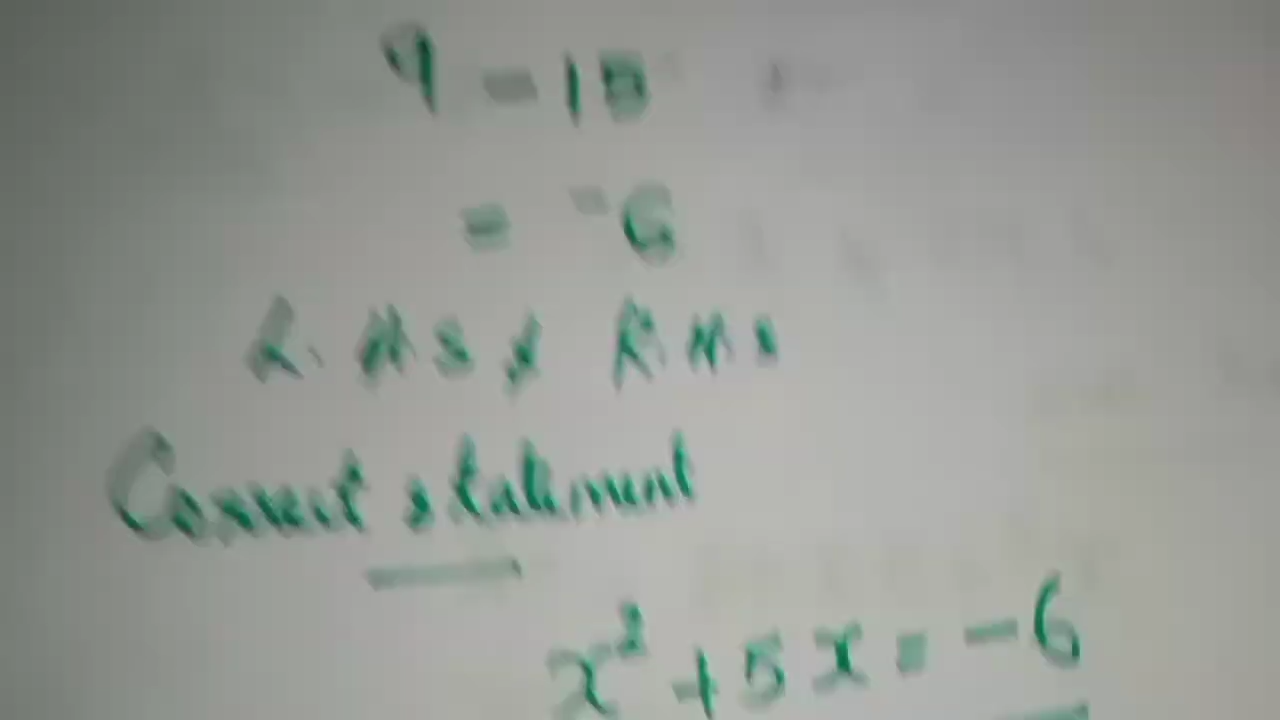 9 - 15
= -6
L.H.S ≠ R.H.S
Correct statement
x² + 5x = -6